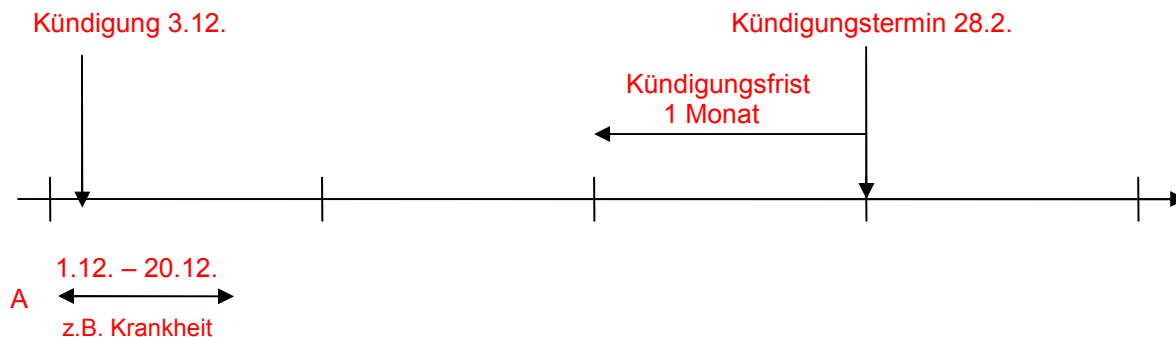 Kündigung 3.12.
Kündigungstermin 28.2.
Kündigungsfrist
1 Monat
1.12. – 20.12.
A
z.B. Krankheit